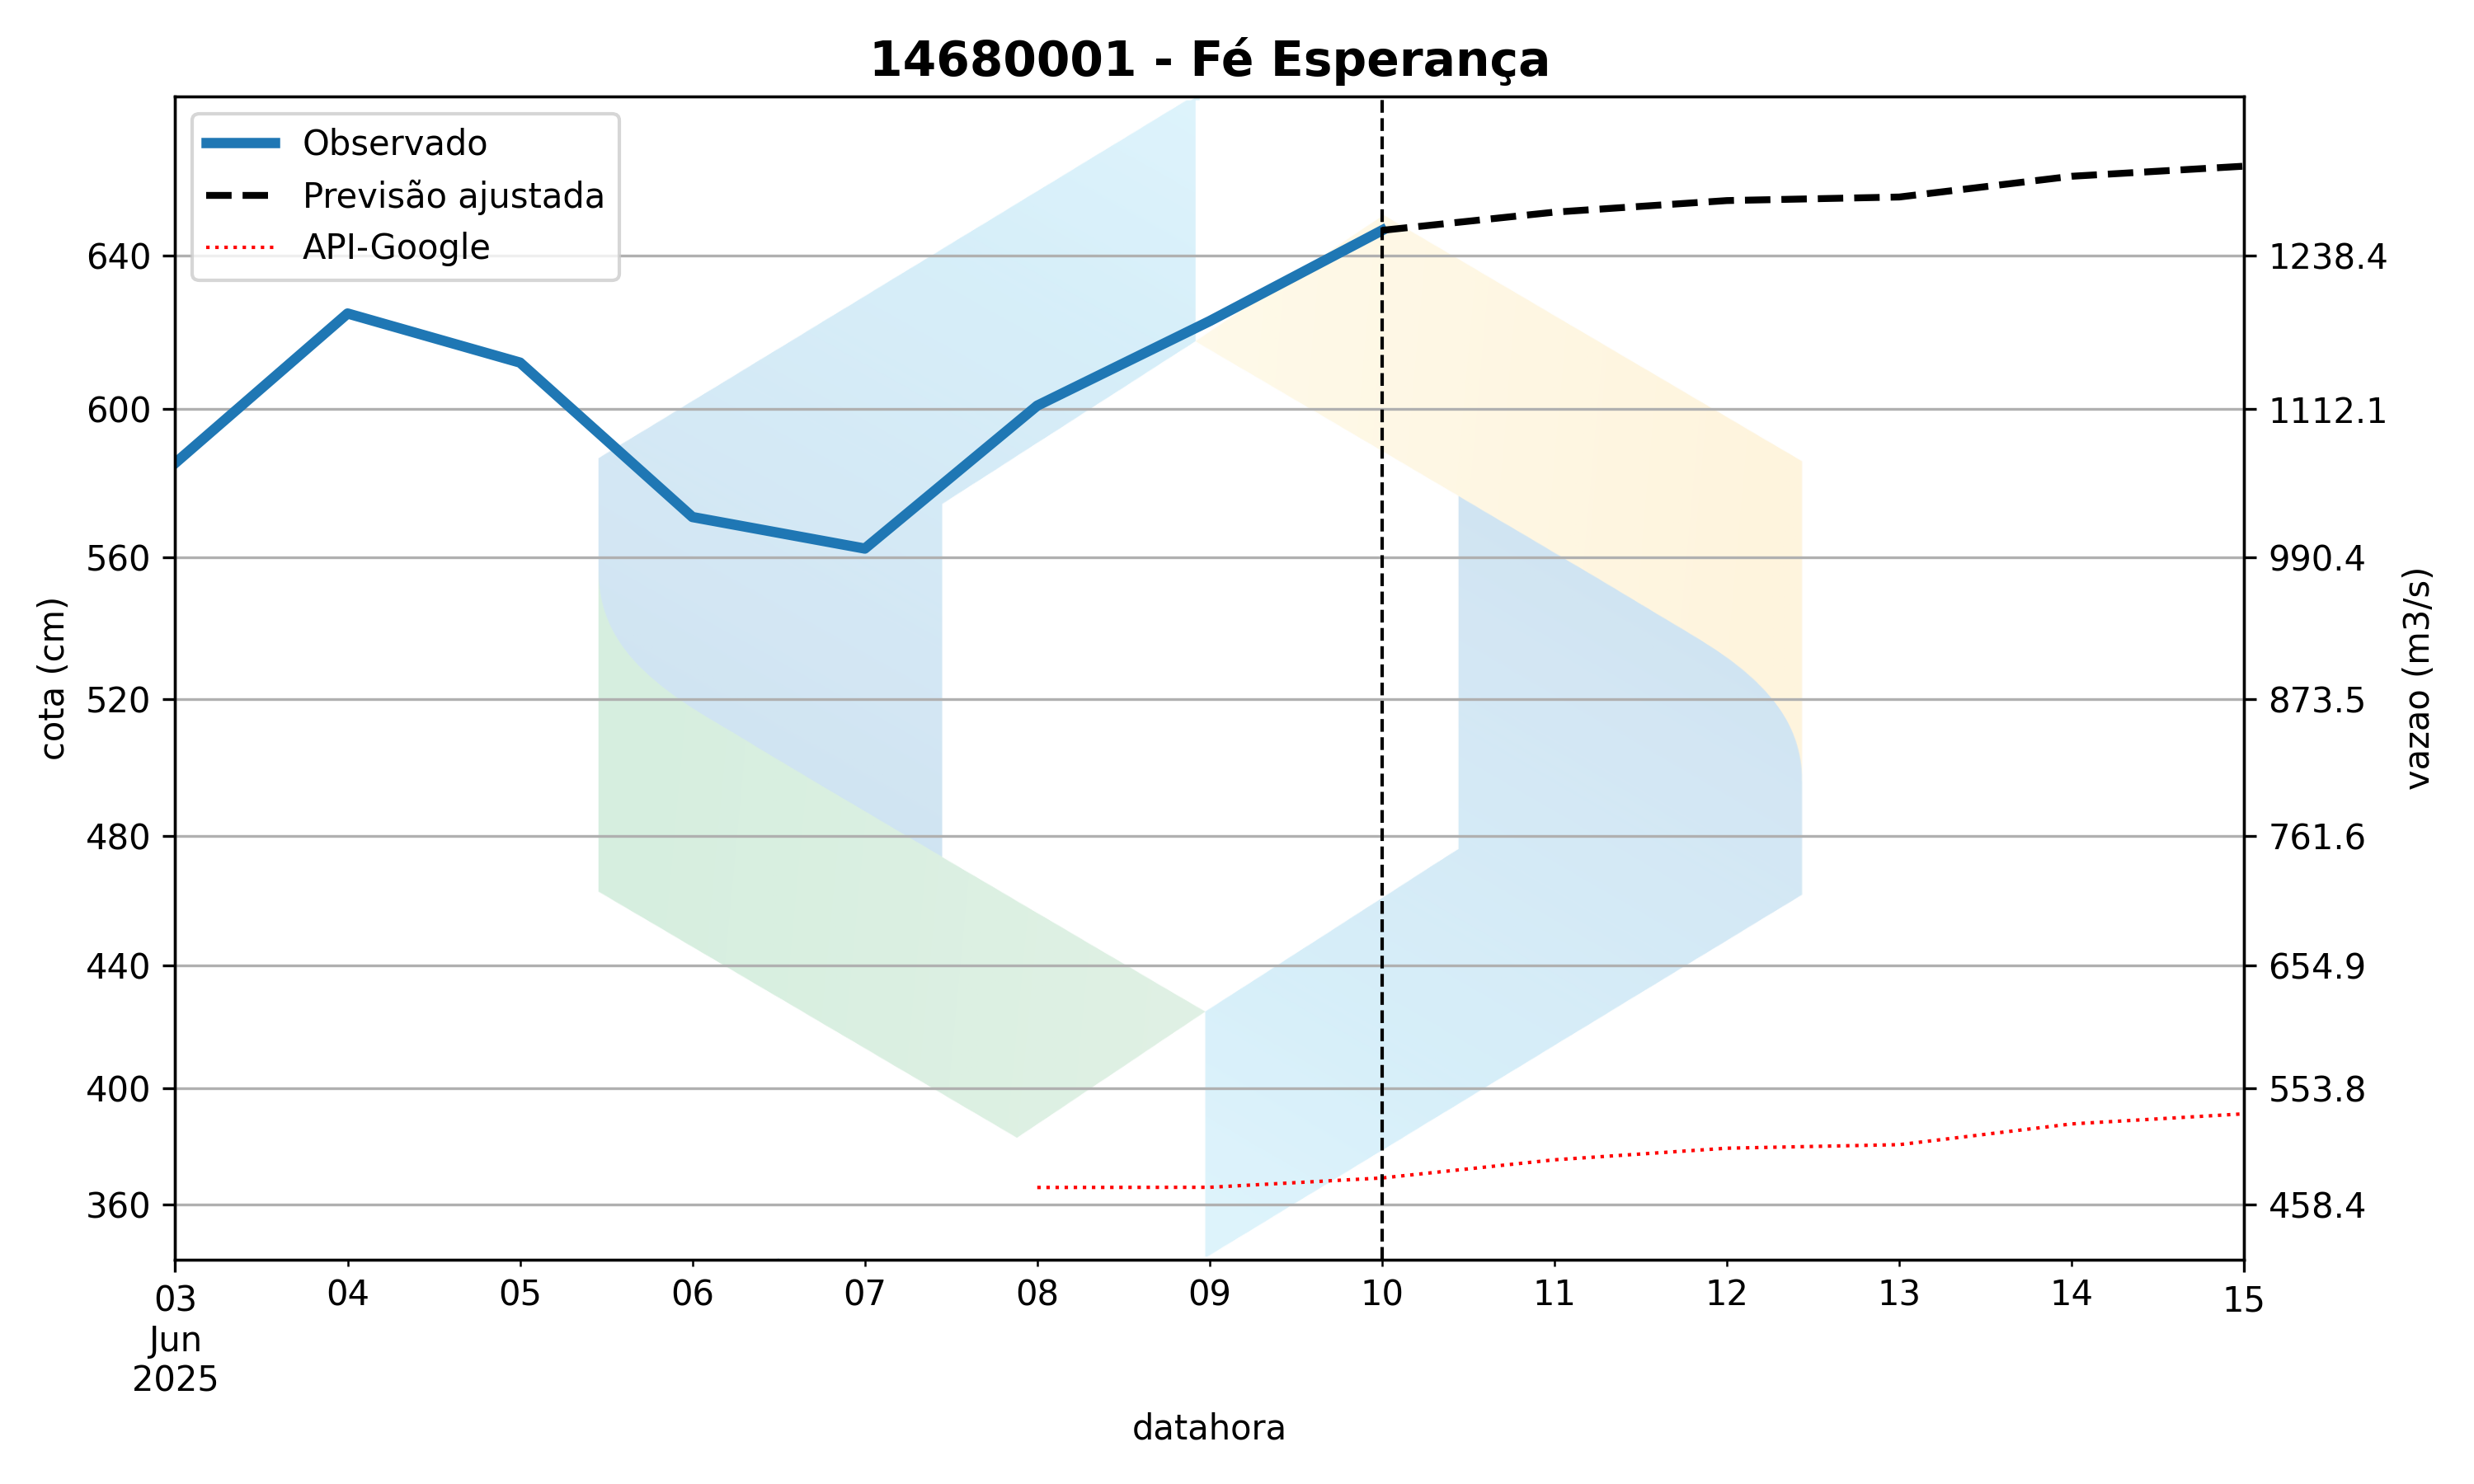 14680001 - Fé Esperança
Observado
Previsão ajustada
API-Google
640
600
560
520
480
440
400
360
cota (cm)
1238.4
1112.1
990.4
873.5
761.6
654.9
553.8
458.4
vazao (m3/s)
03 04 05 06 07 08 09 10 11 12 13 14 15
Jun
2025
datahora